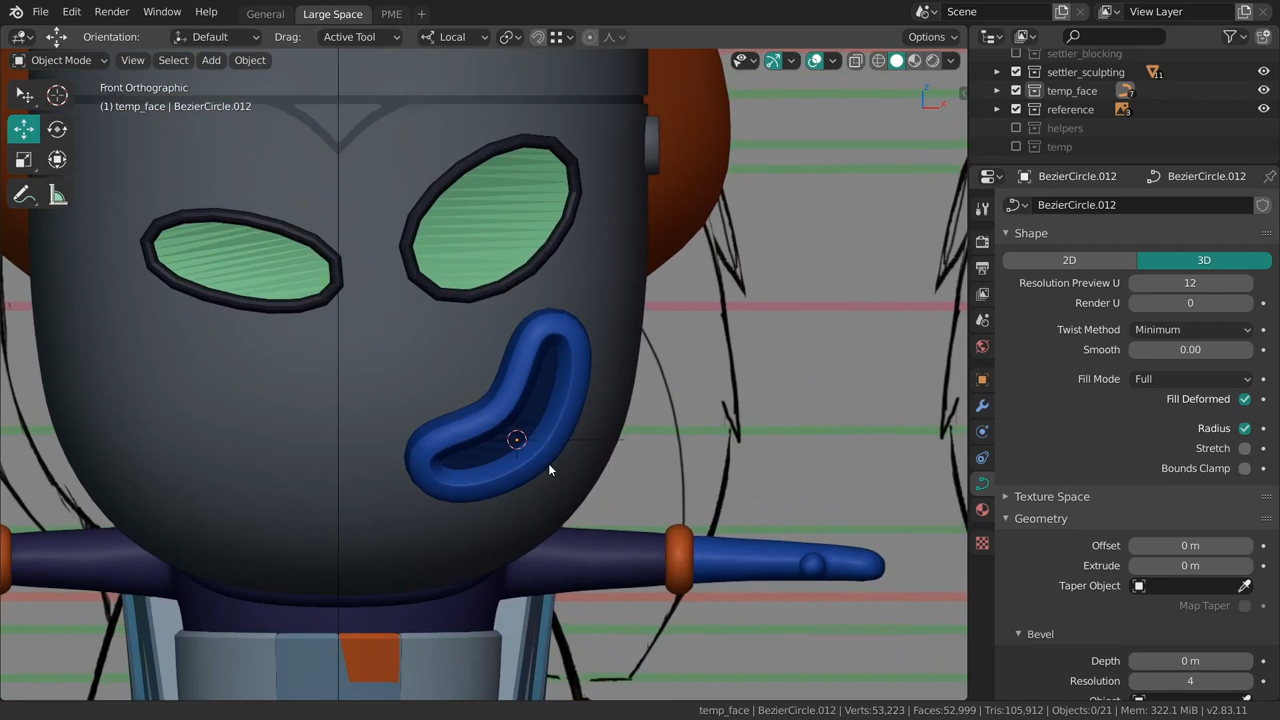 File Edit Render Window Help General Large Space PME + Scene View Layer
Orientation: Default Drag: Active Tool Local Options
Object Mode View Select Add Object
Front Orthographic
(1) temp_face | BezierCircle.012
z
x
settler_blocking
settler_sculpting 11
temp_face 7
reference 3
helpers
temp
BezierCircle.012 BezierCircle.012
BezierCircle.012
Shape
2D 3D
Resolution Preview U 12
Render U 0
Twist Method Minimum
Smooth 0.00
Fill Mode Full
Fill Deformed
Radius
Stretch
Bounds Clamp
Texture Space
Geometry
Offset 0 m
Extrude 0 m
Taper Object
Map Taper
Bevel
Depth 0 m
Resolution 4
temp_face | BezierCircle.012 | Verts:53,223 | Faces:52,999 | Tris:105,912 | Objects:0/21 | Mem: 322.1 MiB | v2.83.11